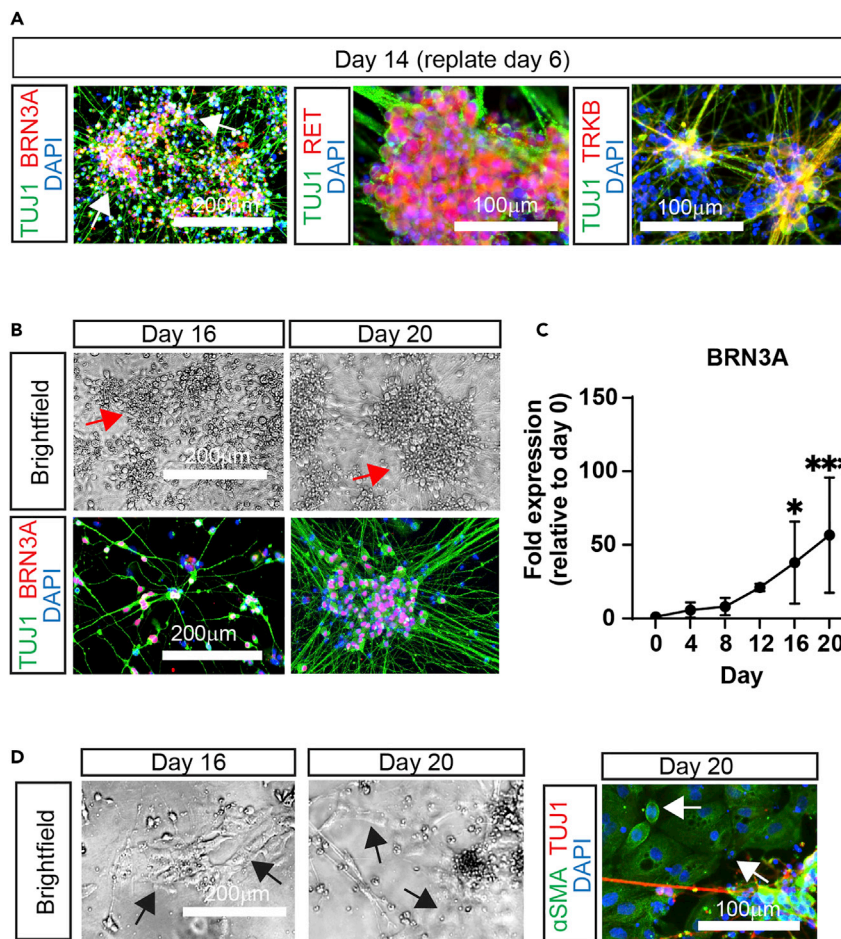 A
Day 14 (replate day 6)
TUJ1 BRN3A
DAPI
200μm
TUJ1 RET
DAPI
100μm
TUJ1 TRKB
DAPI
100μm
B
Day 16
Day 20
Brightfield
200μm
TUJ1 BRN3A
DAPI
200μm
C
BRN3A
Fold expression
(relative to day 0)
150
100
50
0
*
***
0 4 8 12 16 20
Day
D
Day 16
Day 20
Day 20
Brightfield
200μm
αSMA TUJ1
DAPI
100μm